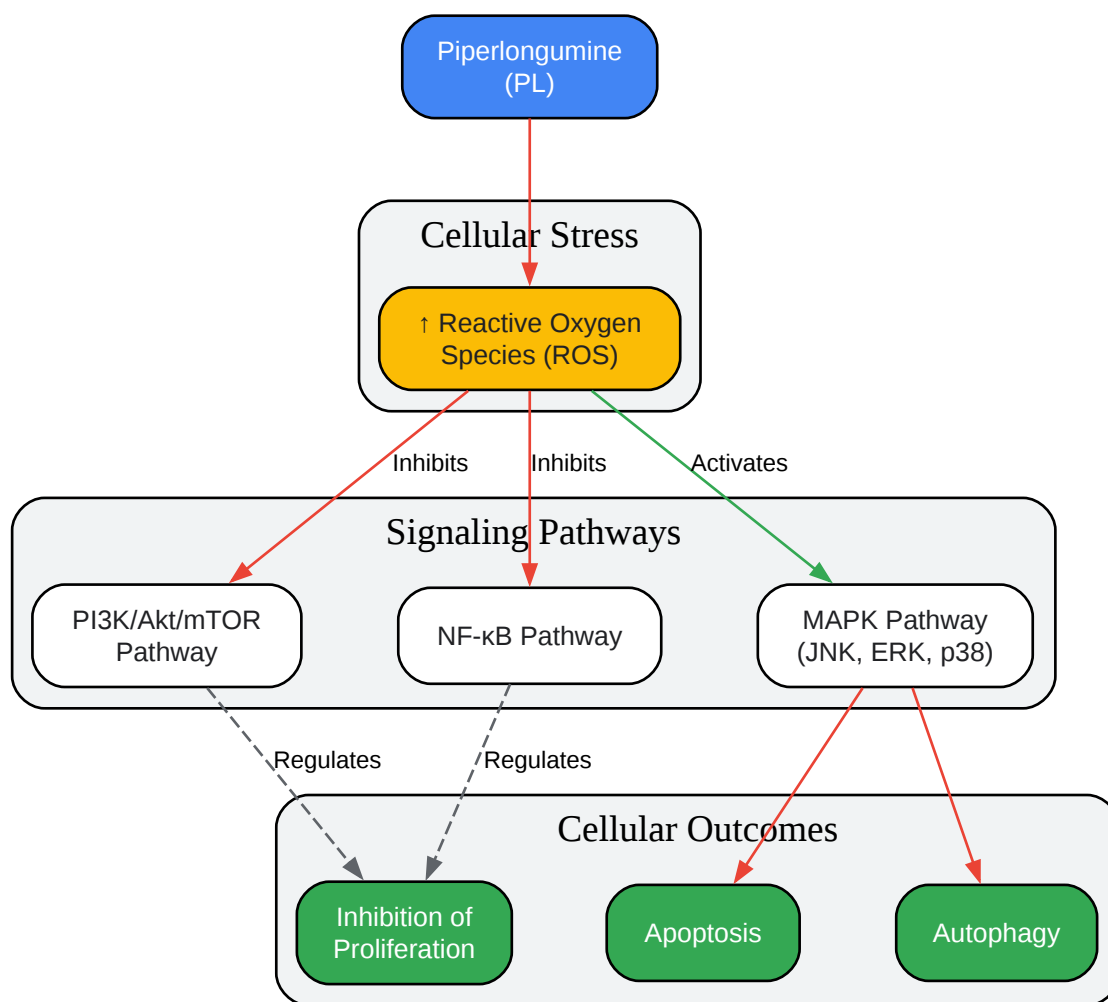 Piperlongumine
(PL)
Cellular Stress
↑ Reactive Oxygen
Species (ROS)
Inhibits
Inhibits
Activates
Signaling Pathways
PI3K/Akt/mTOR
Pathway
NF-κB Pathway
MAPK Pathway
(JNK, ERK, p38)
Regulates
Regulates
Cellular Outcomes
Inhibition of
Proliferation
Apoptosis
Autophagy